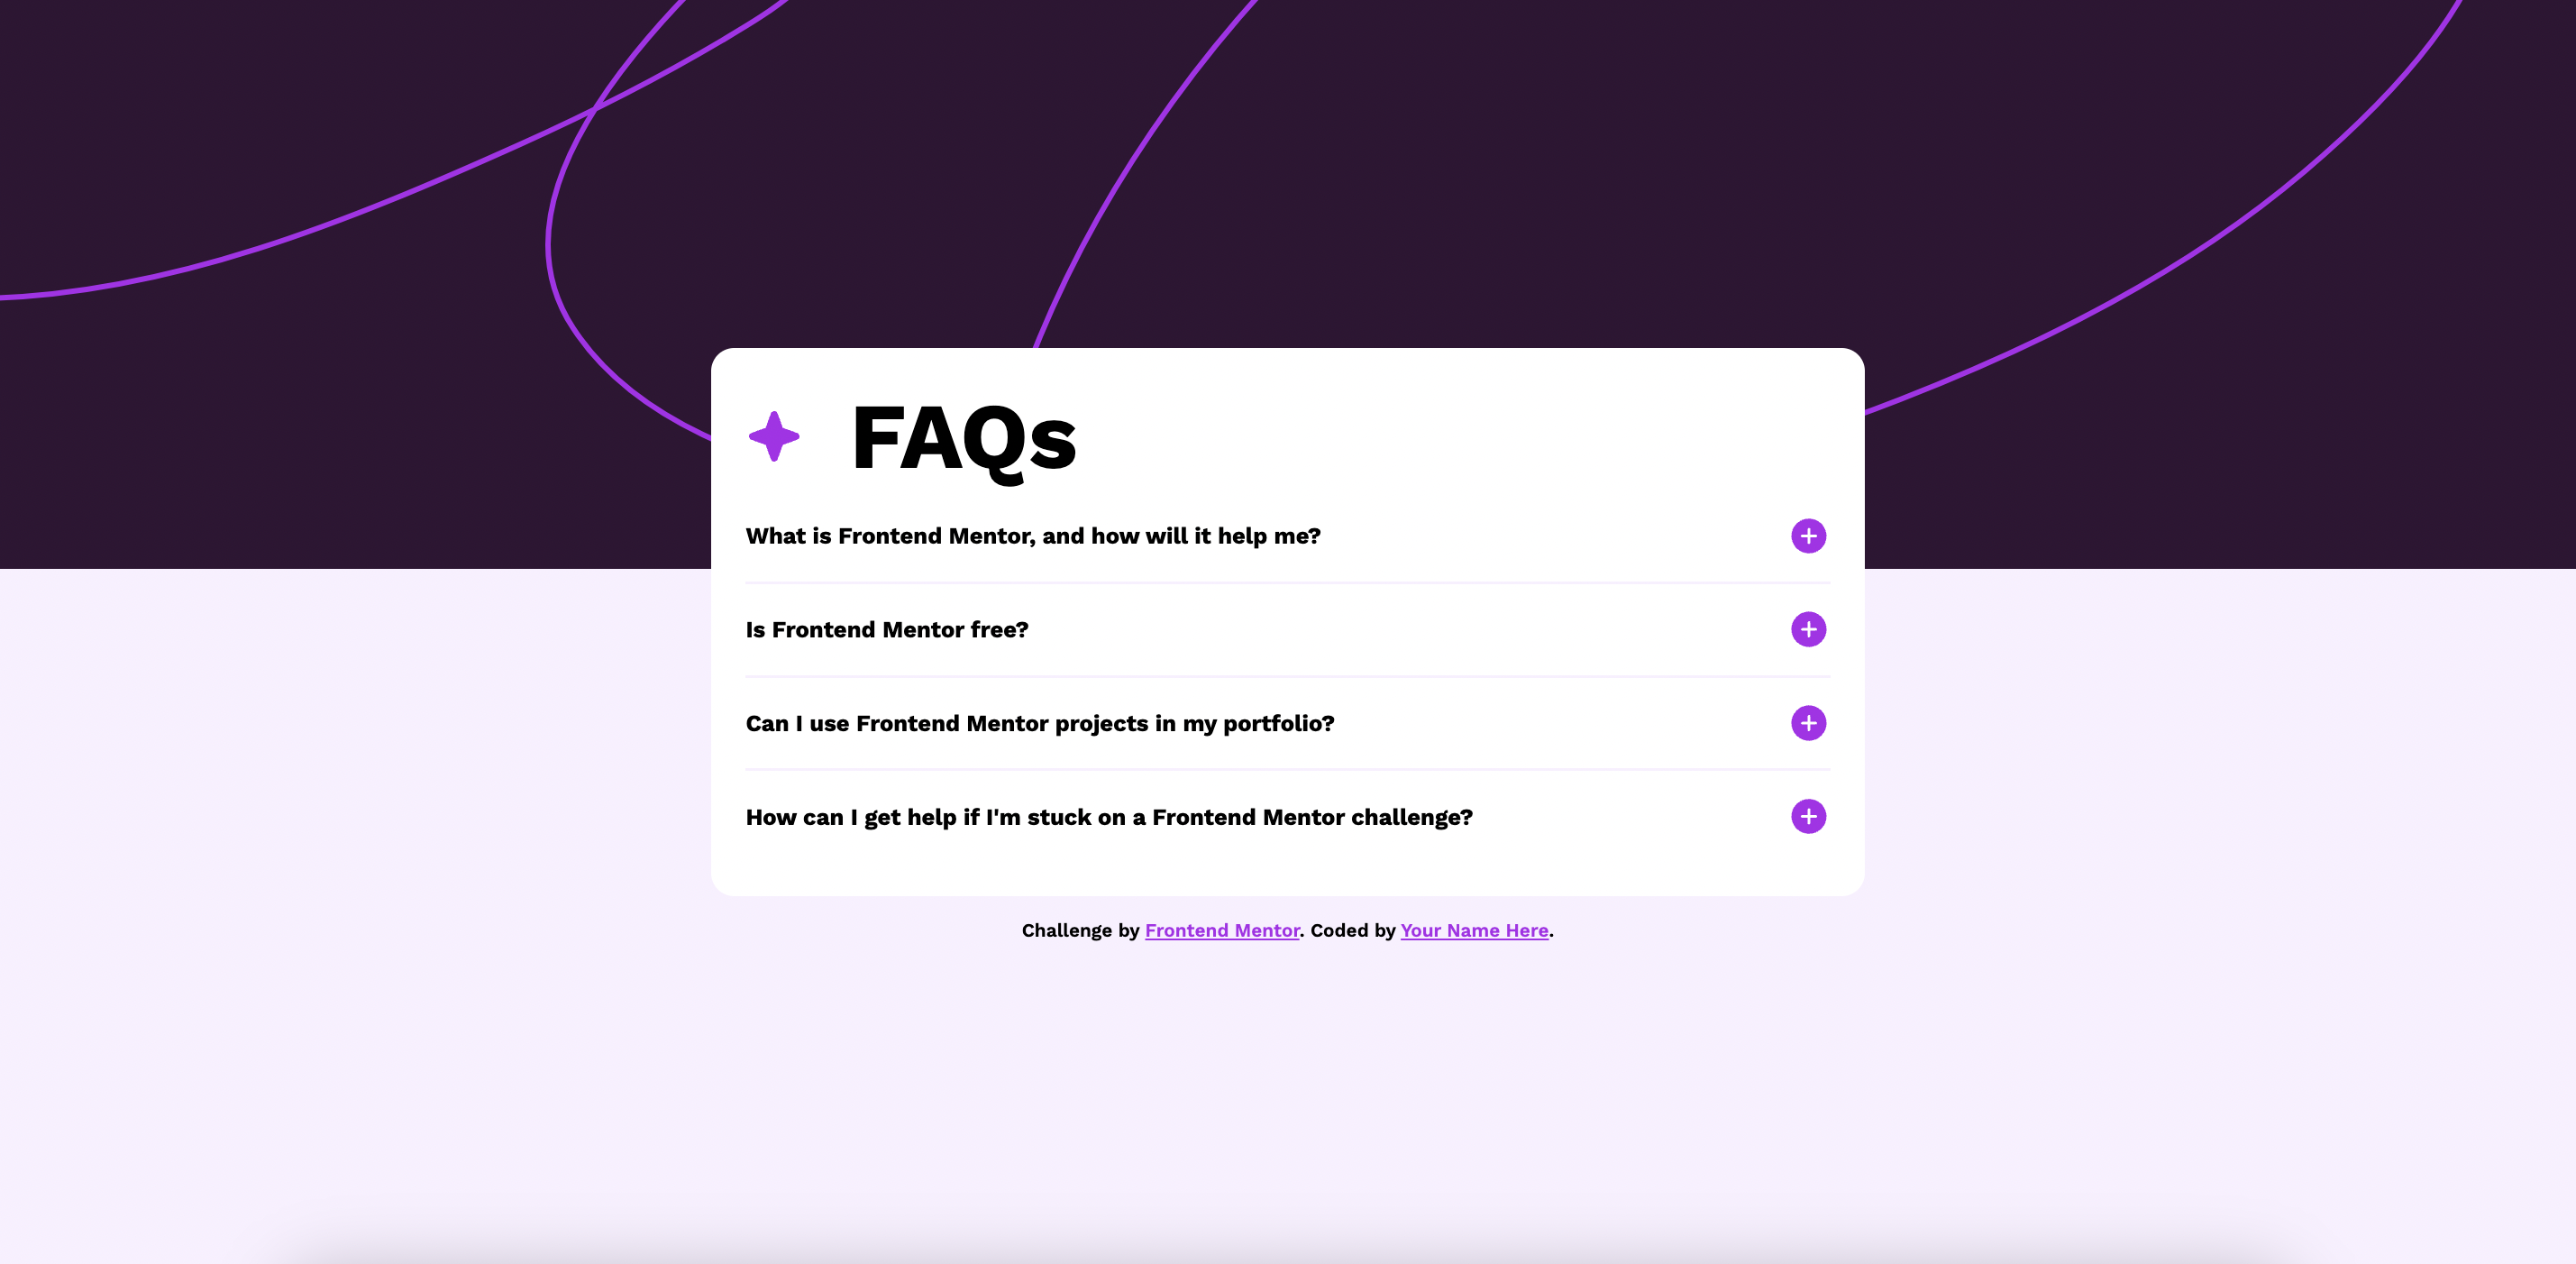 FAQs
What is Frontend Mentor, and how will it help me?
Is Frontend Mentor free?
Can I use Frontend Mentor projects in my portfolio?
How can I get help if I'm stuck on a Frontend Mentor challenge?
Challenge by Frontend Mentor. Coded by Your Name Here.